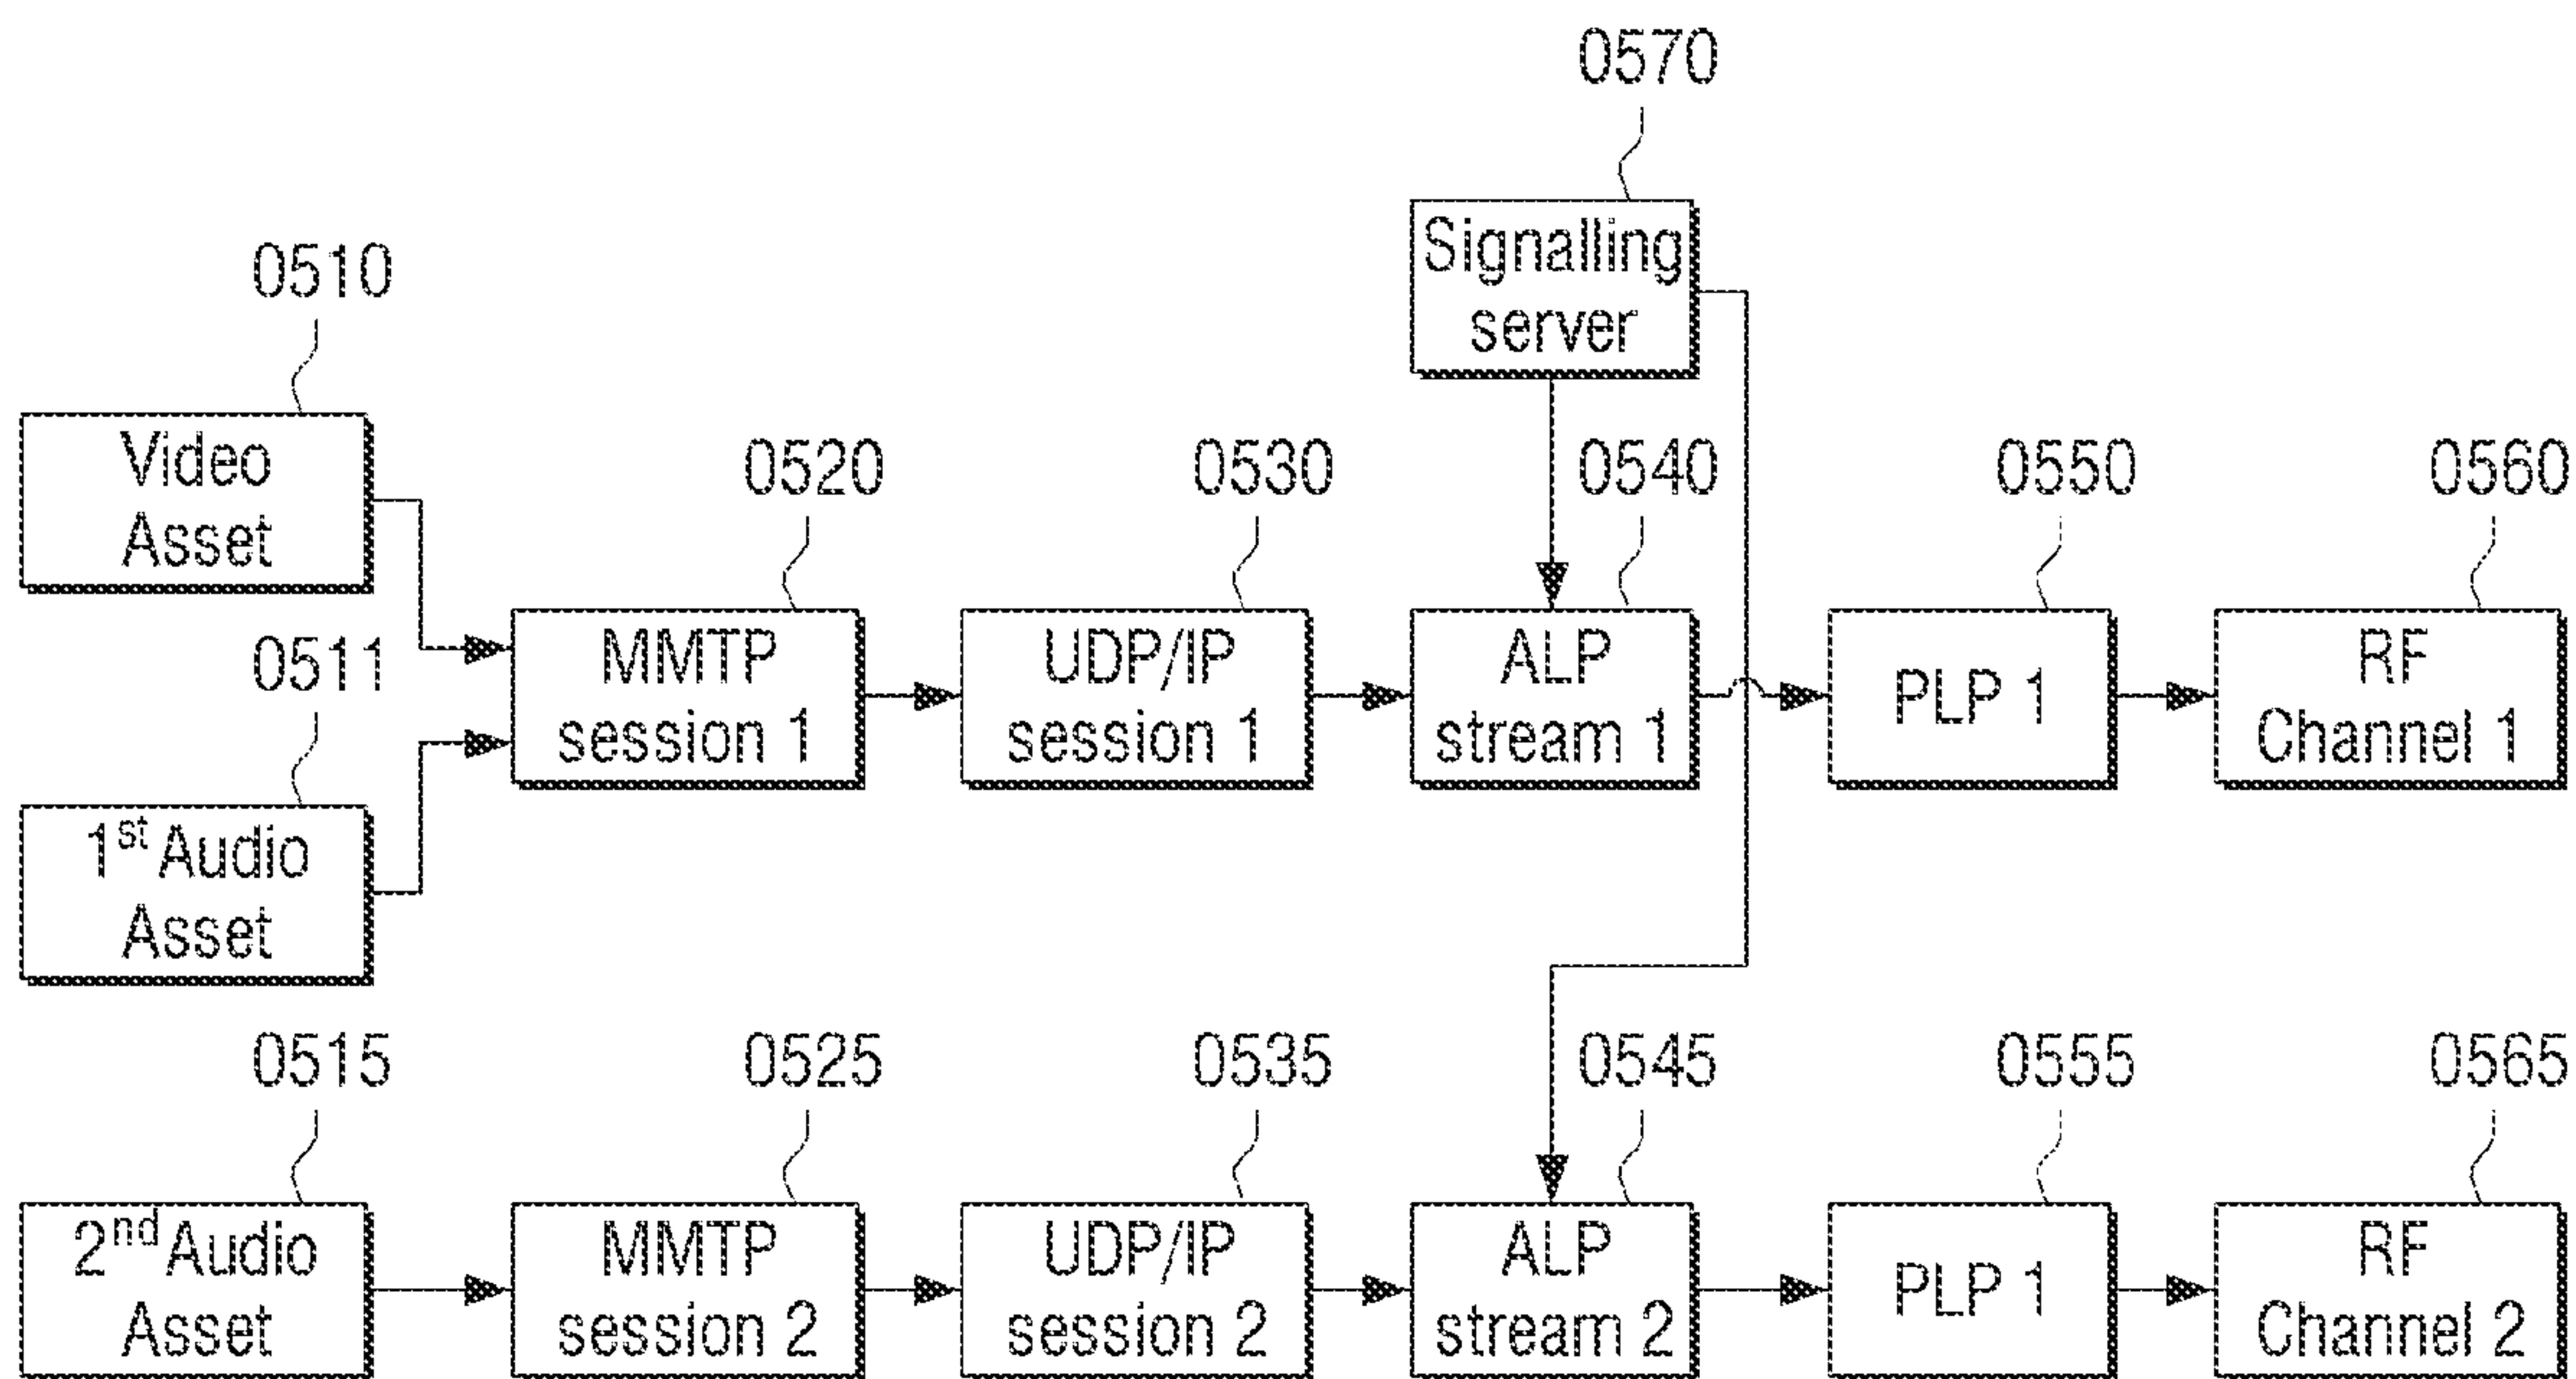 0570
Signalling
server
0510
Video
Asset
0520
0530
0540
0550
0560
0511
MMTP
session 1
UDP/IP
session 1
ALP
stream 1
PLP 1
RF
Channel 1
1st Audio
Asset
0515
0525
0535
0545
0555
0565
2nd Audio
Asset
MMTP
session 2
UDP/IP
session 2
ALP
stream 2
PLP 1
RF
Channel 2